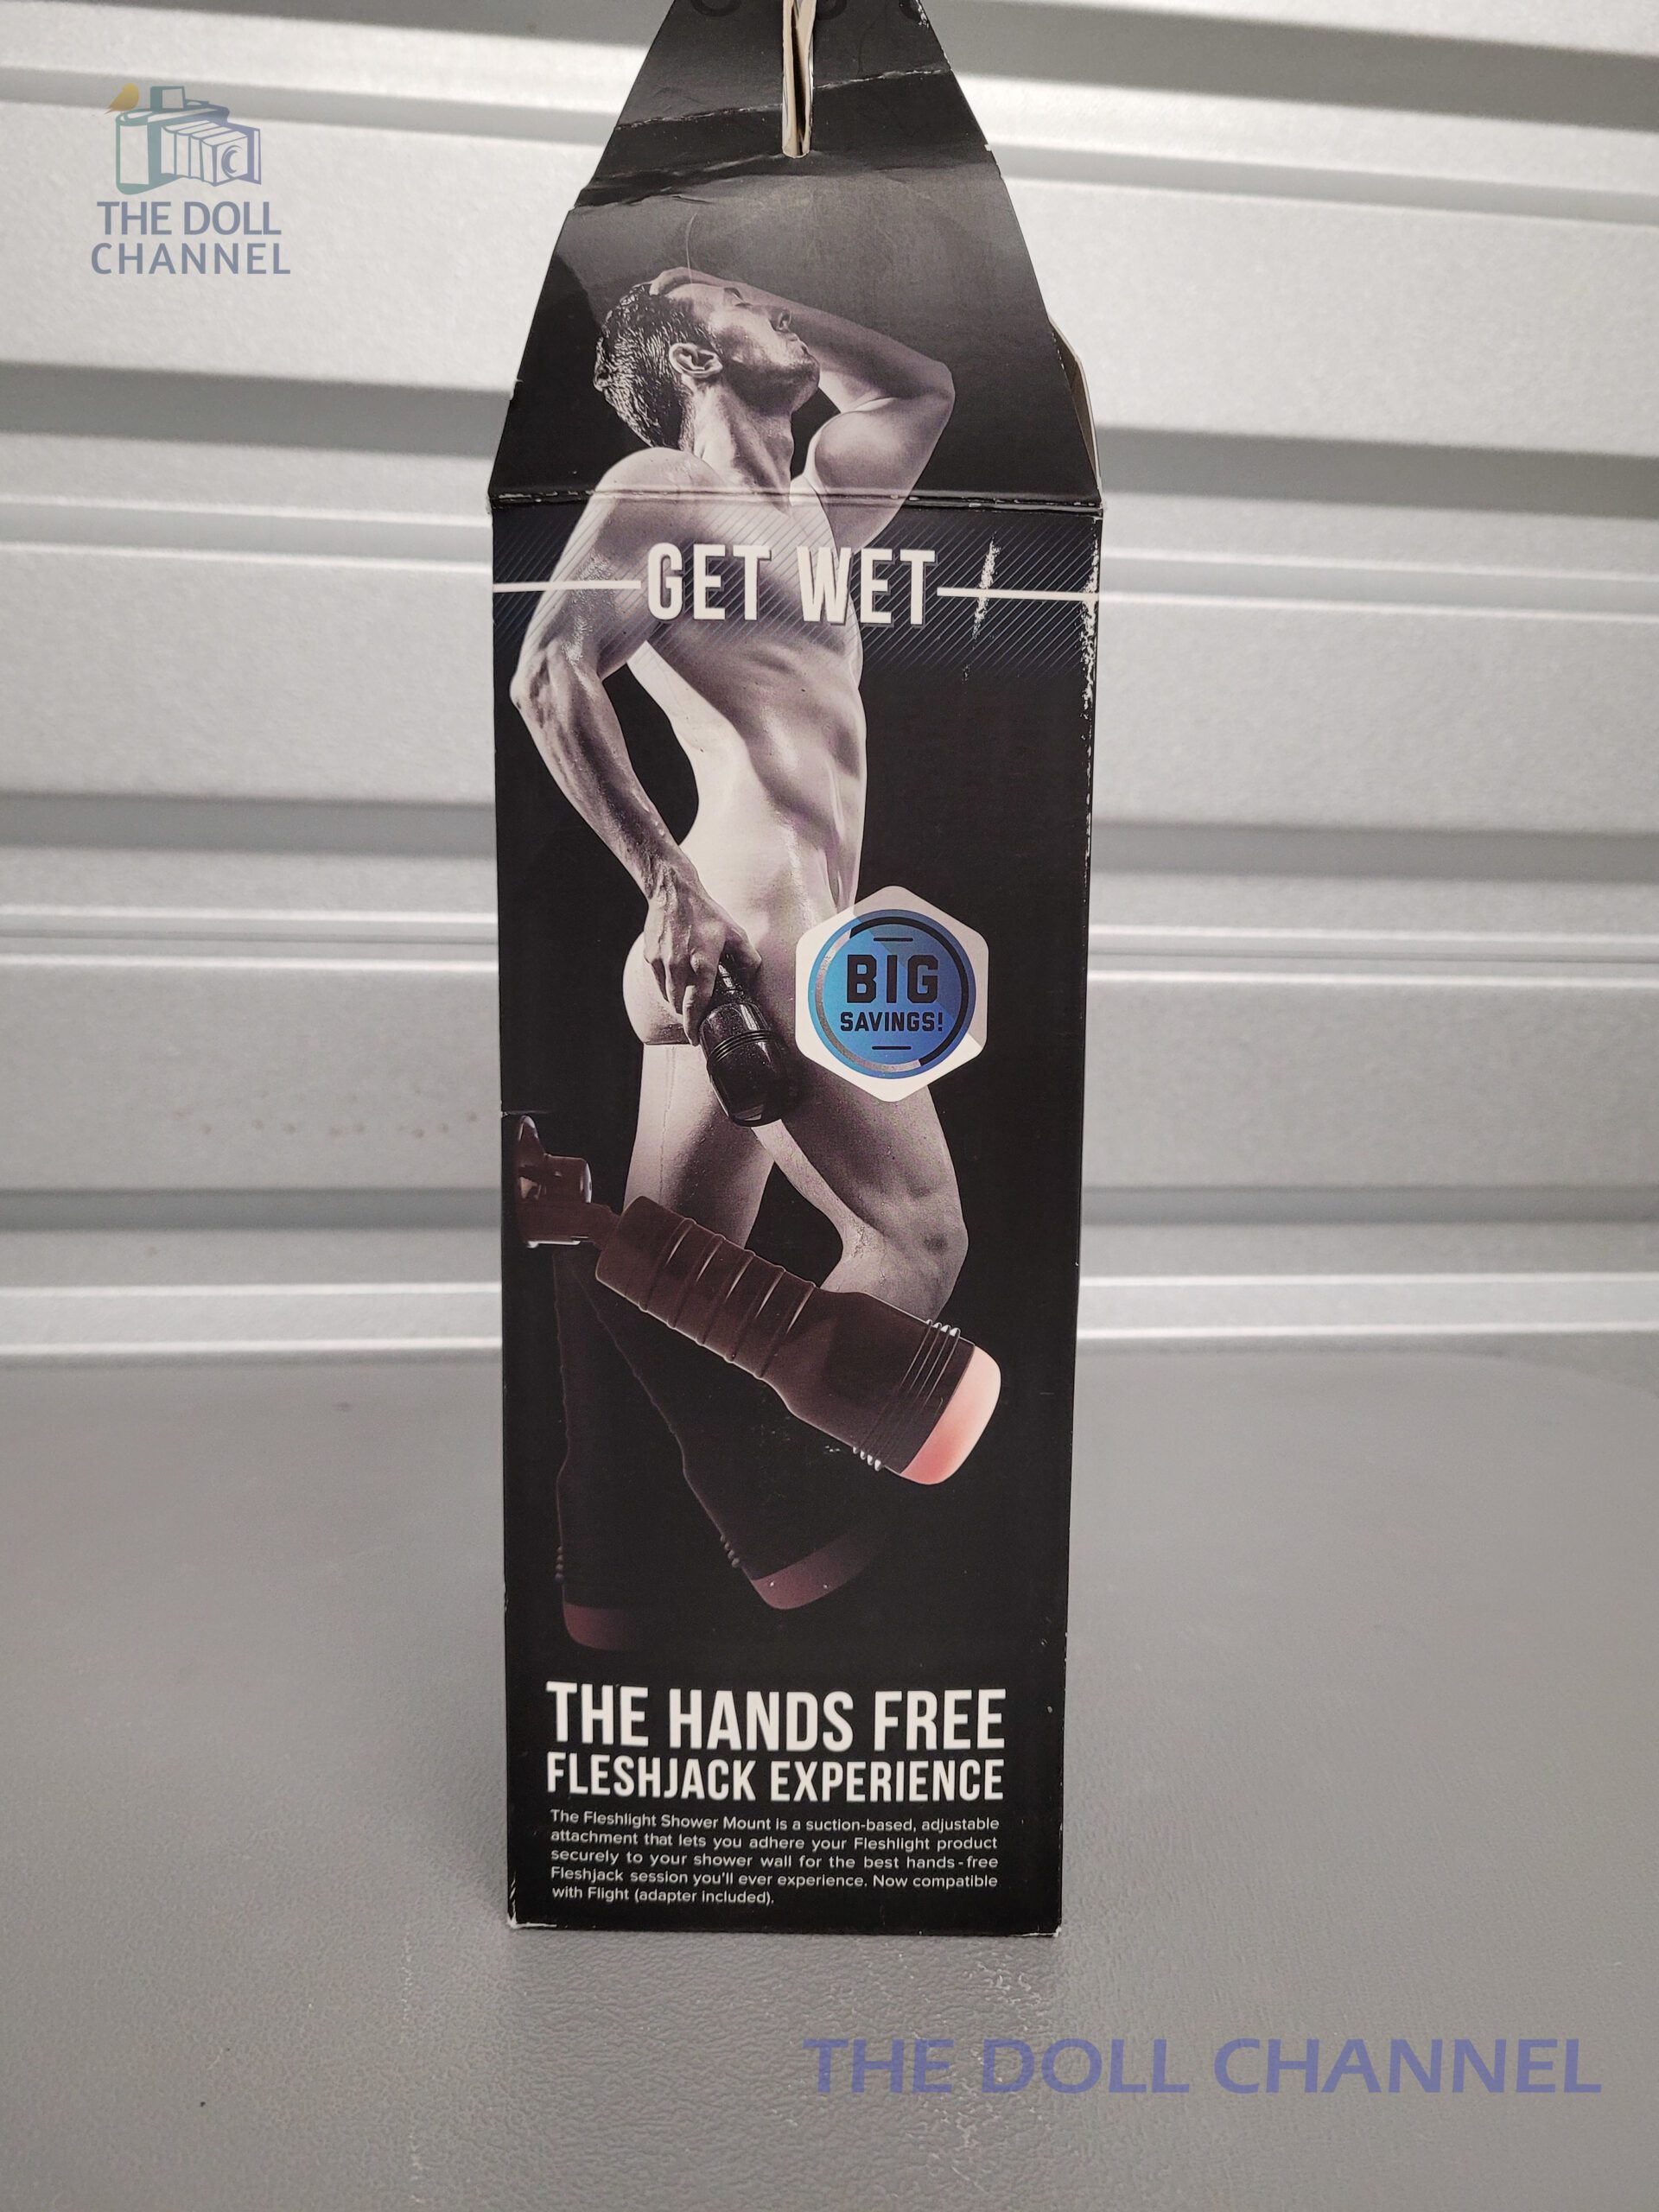 THE DOLL
CHANNEL
GET WET
BIG
SAVINGS!
THE HANDS FREE
FLESHJACK EXPERIENCE
The Fleshlight Shower Mount is a suction-based, adjustable
attachment that lets you adhere your Fleshlight product
securely to your shower wall for the best hands-free
Fleshjack session you'll ever experience. Now compatible
with Flight (adapter included).
THE DOLL CHANNEL